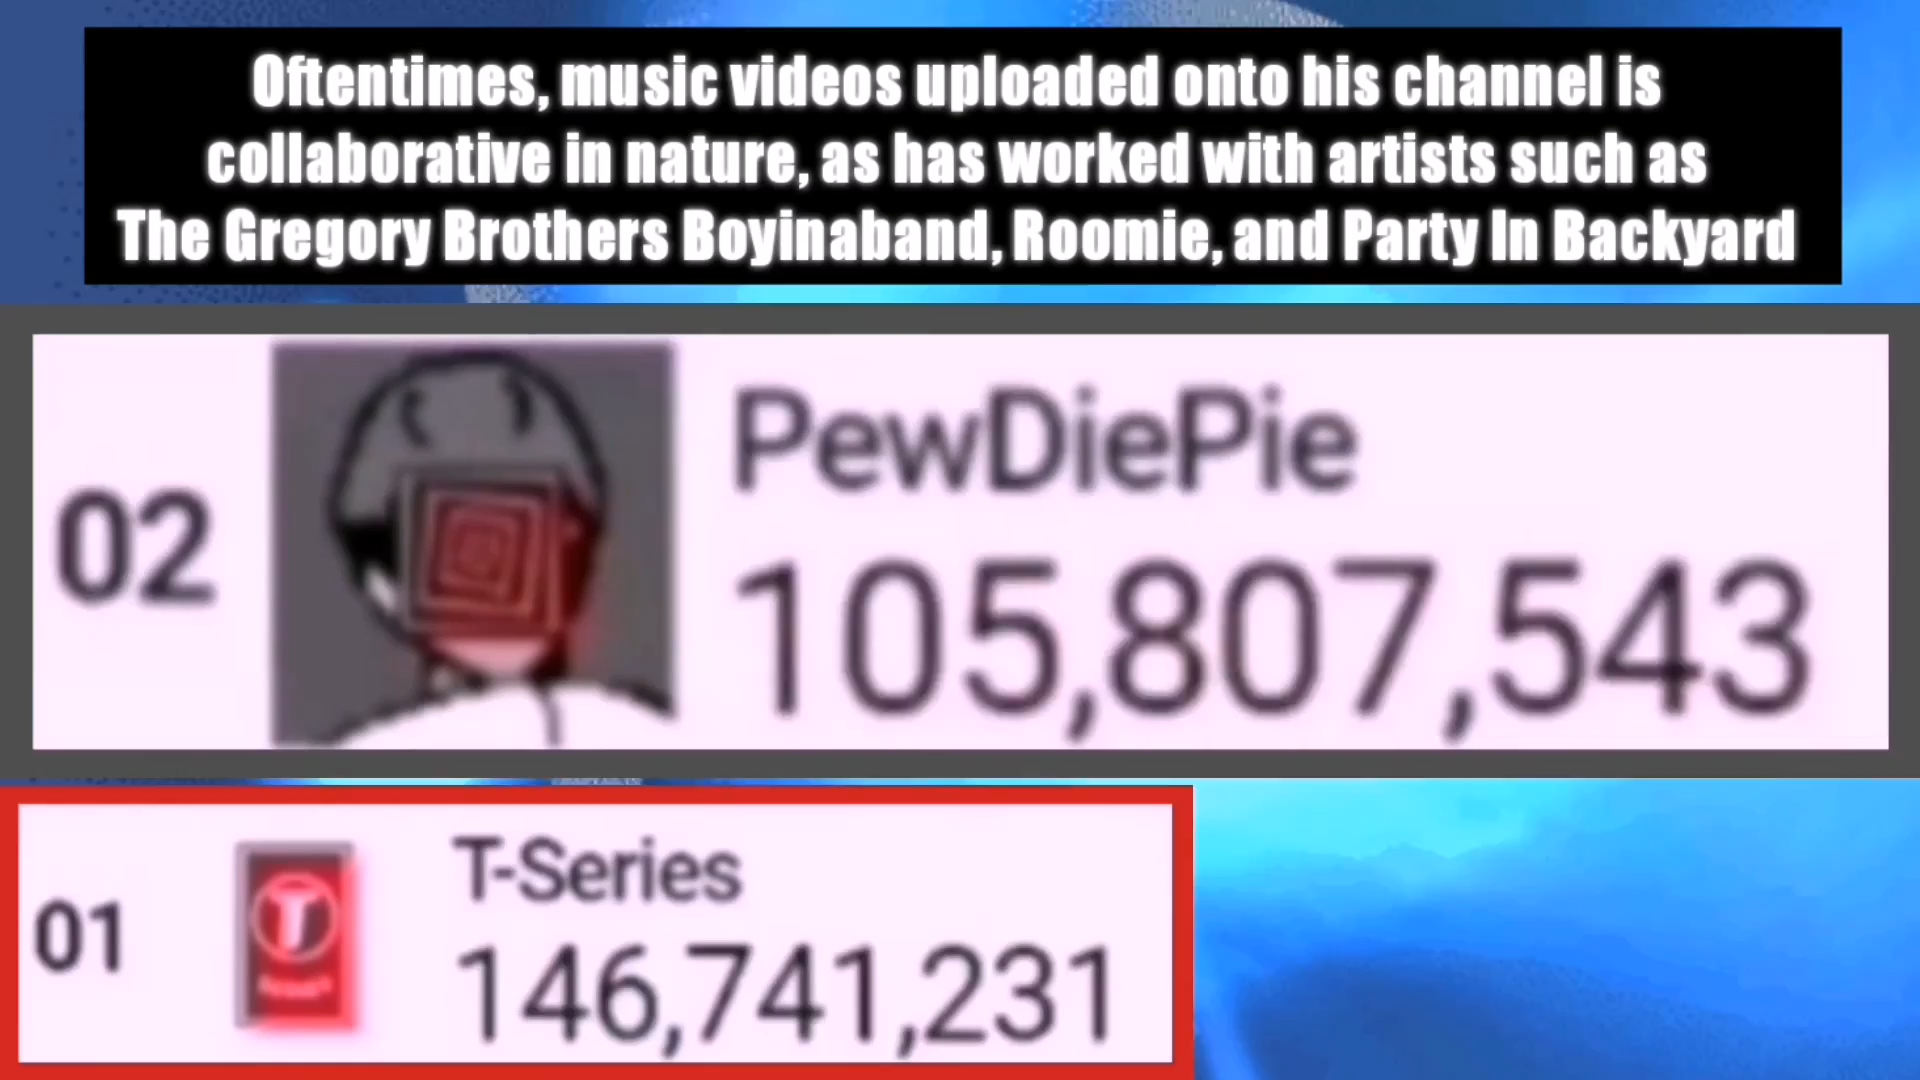 Oftentimes, music videos uploaded onto his channel is
collaborative in nature, as has worked with artists such as
The Gregory Brothers Boyinaband, Roomie, and Party In Backyard
02
PewDiePie
105,807,543
01
T-Series
146,741,231